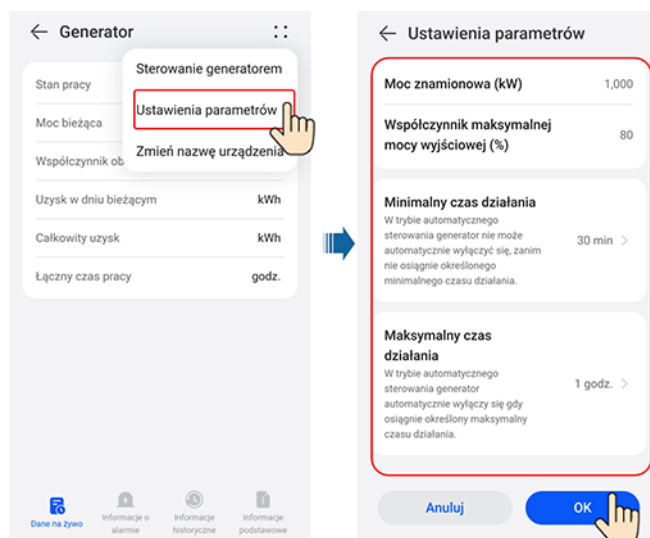 Generator
Sterowanie generatorem
Ustawienia parametrów
Zmień nazwę urządzenia
Stan pracy
Moc bieżąca
Współczynnik ob
Uzysk w dniu bieżącym kWh
Całkowity uzysk kWh
Łączny czas pracy godz.
Dane na żywo
Informacje o
alarmie
Informacje
historyczne
Informacje
podstawowe
Ustawienia parametrów
Moc znamionowa (kW) 1,000
Współczynnik maksymalnej
mocy wyjściowej (%) 80
Minimalny czas działania
W trybie automatycznego
sterowania generator nie może
automatycznie wyłączyć się, zanim
nie osiągnie określonego
minimalnego czasu działania.
30 min
Maksymalny czas
działania
W trybie automatycznego
sterowania generator
automatycznie wyłączy się gdy
osiągnie określony maksymalny
czasu działania.
1 godz.
Anuluj OK